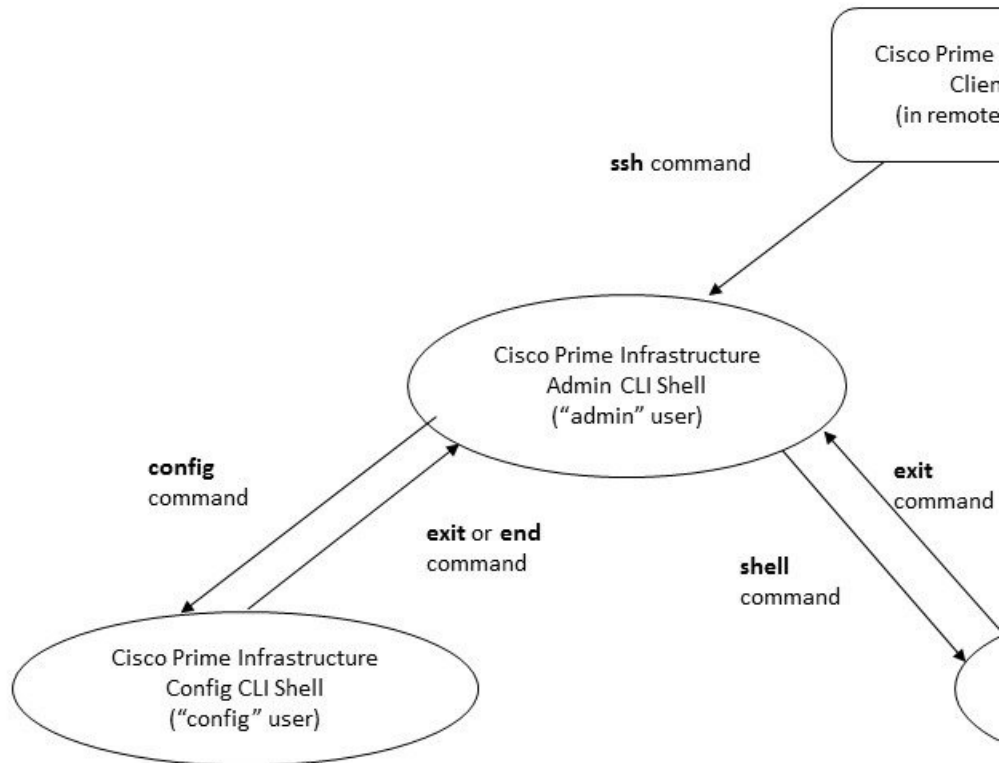 Cisco Prime
Clien
(in remote
ssh command
Cisco Prime Infrastructure
Admin CLI Shell
(“admin” user)
config
command
exit or end
command
exit
command
shell
command
Cisco Prime Infrastructure
Config CLI Shell
(“config” user)